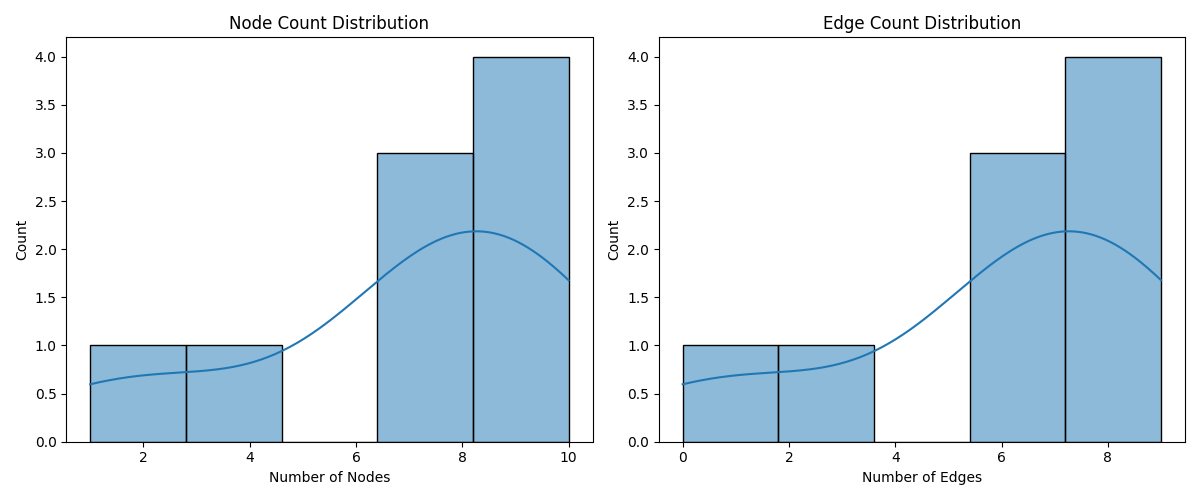 Node Count Distribution
Edge Count Distribution
4.0
3.5
3.0
2.5
2.0
1.5
1.0
0.5
0.0
Count
2 4 6 8 10
Number of Nodes
4.0
3.5
3.0
2.5
2.0
1.5
1.0
0.5
0.0
Count
0 2 4 6 8
Number of Edges